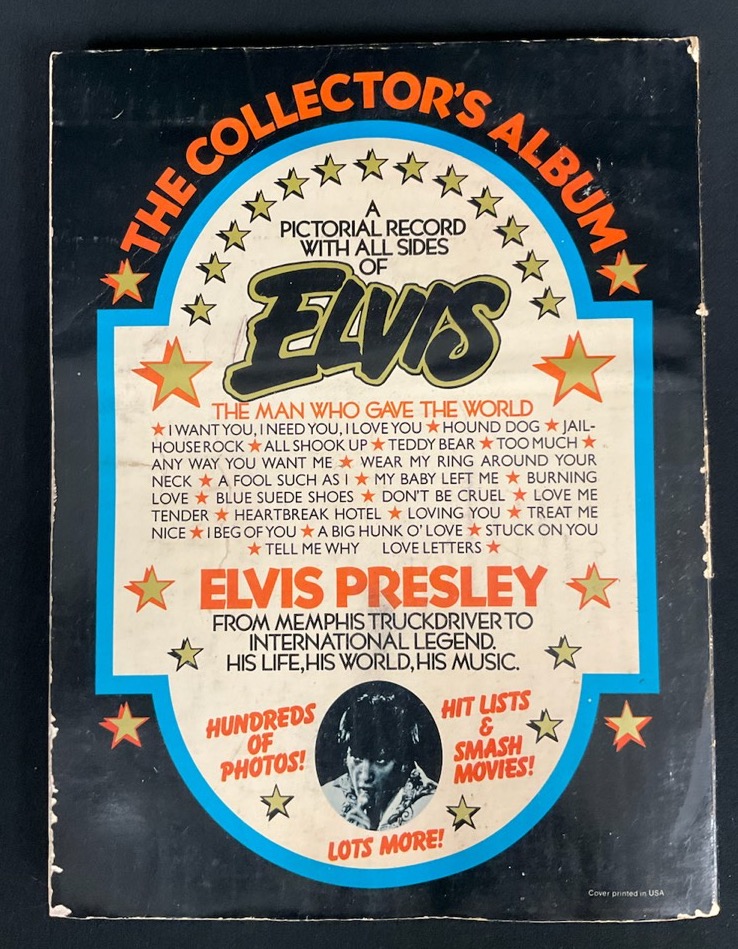 THE COLLECTOR'S ALBUM
A
PICTORIAL RECORD
WITH ALL SIDES
OF
ELVIS
THE MAN WHO GAVE THE WORLD
★ I WANT YOU, I NEED YOU, I LOVE YOU ★ HOUND DOG ★ JAIL-
HOUSE ROCK ★ ALL SHOOK UP ★ TEDDY BEAR ★ TOO MUCH ★
ANY WAY YOU WANT ME ★ WEAR MY RING AROUND YOUR
NECK ★ A FOOL SUCH AS I ★ MY BABY LEFT ME ★ BURNING
LOVE ★ BLUE SUEDE SHOES ★ DON'T BE CRUEL ★ LOVE ME
TENDER ★ HEARTBREAK HOTEL ★ LOVING YOU ★ TREAT ME
NICE ★ I BEG OF YOU ★ A BIG HUNK O' LOVE ★ STUCK ON YOU
★ TELL ME WHY LOVE LETTERS ★
ELVIS PRESLEY
FROM MEMPHIS TRUCKDRIVER TO
INTERNATIONAL LEGEND.
HIS LIFE, HIS WORLD, HIS MUSIC.
HUNDREDS
OF
PHOTOS!
HIT LISTS
&
SMASH
MOVIES!
LOTS MORE!
Cover printed in USA